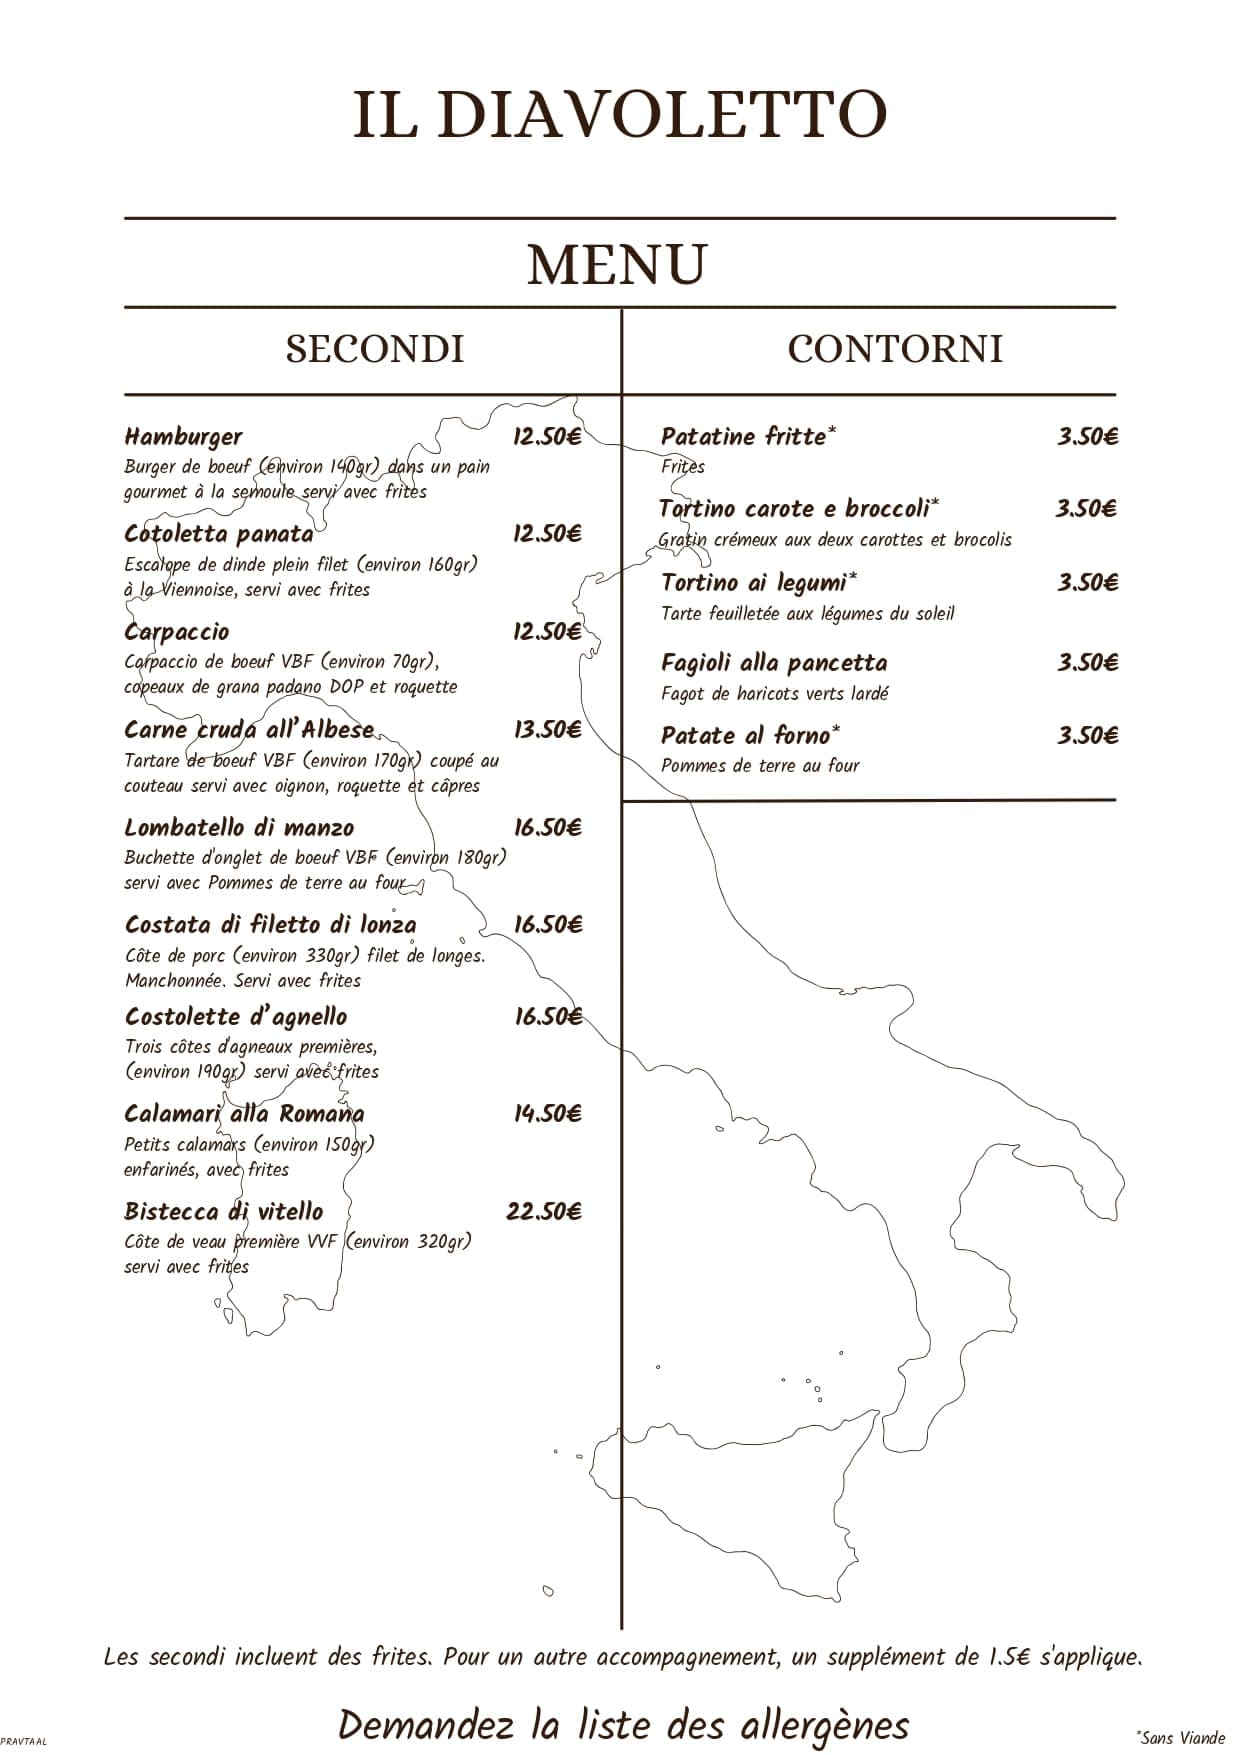 IL DIAVOLETTO
MENU
SECONDI
Hamburger 12.50€
Burger de boeuf (environ 140gr) dans un pain
gourmet à la semoule servi avec frites
Cotoletta panata 12.50€
Escalope de dinde plein filet (environ 160gr)
à la Viennoise, servi avec frites
Carpaccio 12.50€
Carpaccio de boeuf VBF (environ 70gr),
copeaux de grana padano DOP et roquette
Carne cruda all'Albese 13.50€
Tartare de boeuf VBF (environ 170gr) coupé au
couteau servi avec oignon, roquette et câpres
Lombatello di manzo 16.50€
Buchette d'onglet de boeuf VBF (environ 180gr)
servi avec Pommes de terre au four
Costata di filetto di lonza 16.50€
Côte de porc (environ 330gr) filet de longes.
Manchonnée. Servi avec frites
Costolette d'agnello 16.50€
Trois côtes d'agneaux premières,
(environ 190gr) servi avec frites
Calamari alla Romana 14.50€
Petits calamars (environ 150gr)
enfarinés, avec frites
Bistecca di vitello 22.50€
Côte de veau première VVF (environ 320gr)
servi avec frites
CONTORNI
Patatine fritte* 3.50€
Frites
Tortino carote e broccoli* 3.50€
Gratin crémeux aux deux carottes et brocolis
Tortino ai legumi* 3.50€
Tarte feuilletée aux légumes du soleil
Fagioli alla pancetta 3.50€
Fagot de haricots verts lardé
Patate al forno* 3.50€
Pommes de terre au four
Les secondi incluent des frites. Pour un autre accompagnement, un supplément de 1.5€ s'applique.
Demandez la liste des allergènes
PRAVTAAL
*Sans Viande